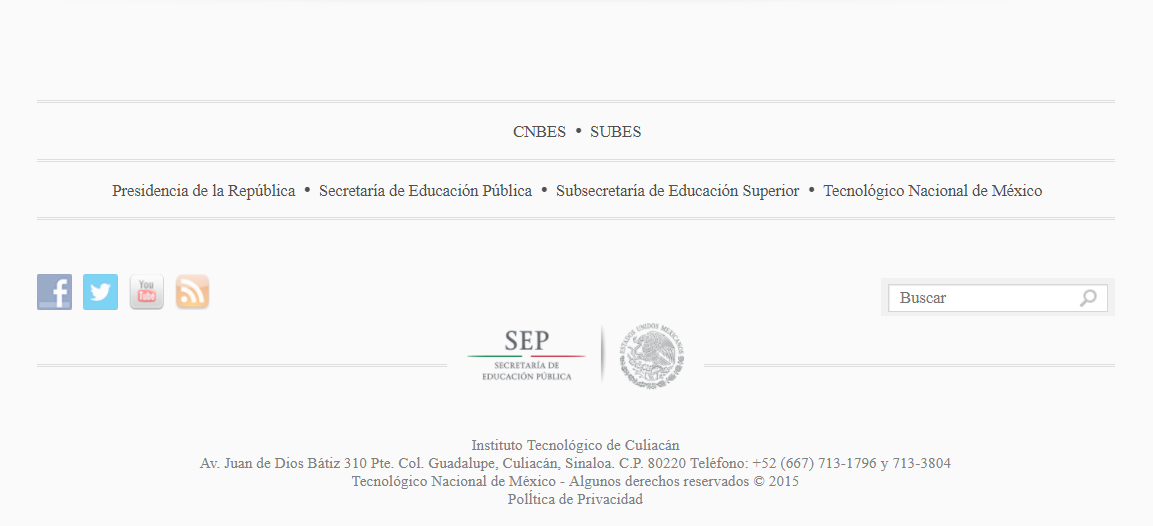 CNBES • SUBES
Presidencia de la República • Secretaría de Educación Pública • Subsecretaría de Educación Superior • Tecnológico Nacional de México
You
Tube
Buscar
SEP
SECRETARÍA DE
EDUCACIÓN PÚBLICA
ESTADOS UNIDOS MEXICANOS
Instituto Tecnológico de Culiacán
Av. Juan de Dios Bátiz 310 Pte. Col. Guadalupe, Culiacán, Sinaloa. C.P. 80220 Teléfono: +52 (667) 713-1796 y 713-3804
Tecnológico Nacional de México - Algunos derechos reservados © 2015
PolÍtica de Privacidad